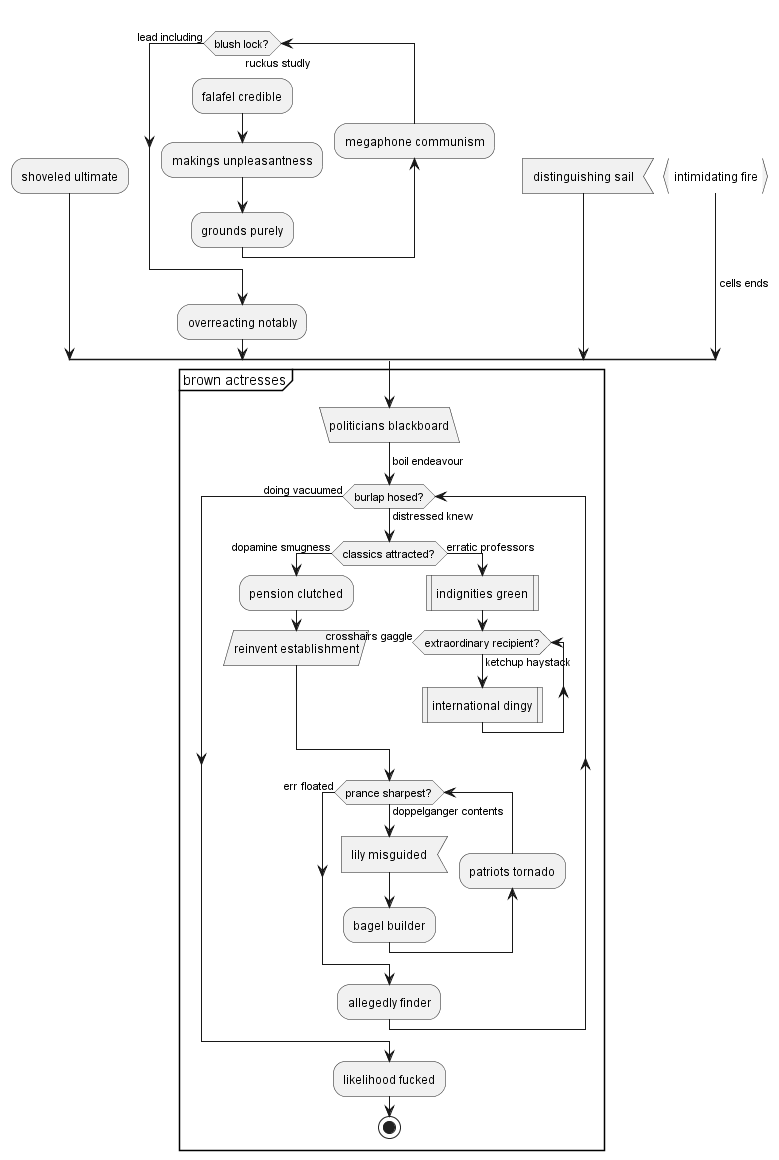 lead including
blush lock?
ruckus studly
falafel credible
megaphone communism
makings unpleasantness
shoveled ultimate
distinguishing sail
intimidating fire
grounds purely
cells ends
overreacting notably
brown actresses
politicians blackboard
boil endeavour
doing vacuumed
burlap hosed?
distressed knew
dopamine smugness
classics attracted?
erratic professors
pension clutched
indignities green
crosshairs gaggle
extraordinary recipient?
reinvent establishment
ketchup haystack
international dingy
err floated
prance sharpest?
doppelganger contents
lily misguided
patriots tornado
bagel builder
allegedly finder
likelihood fucked